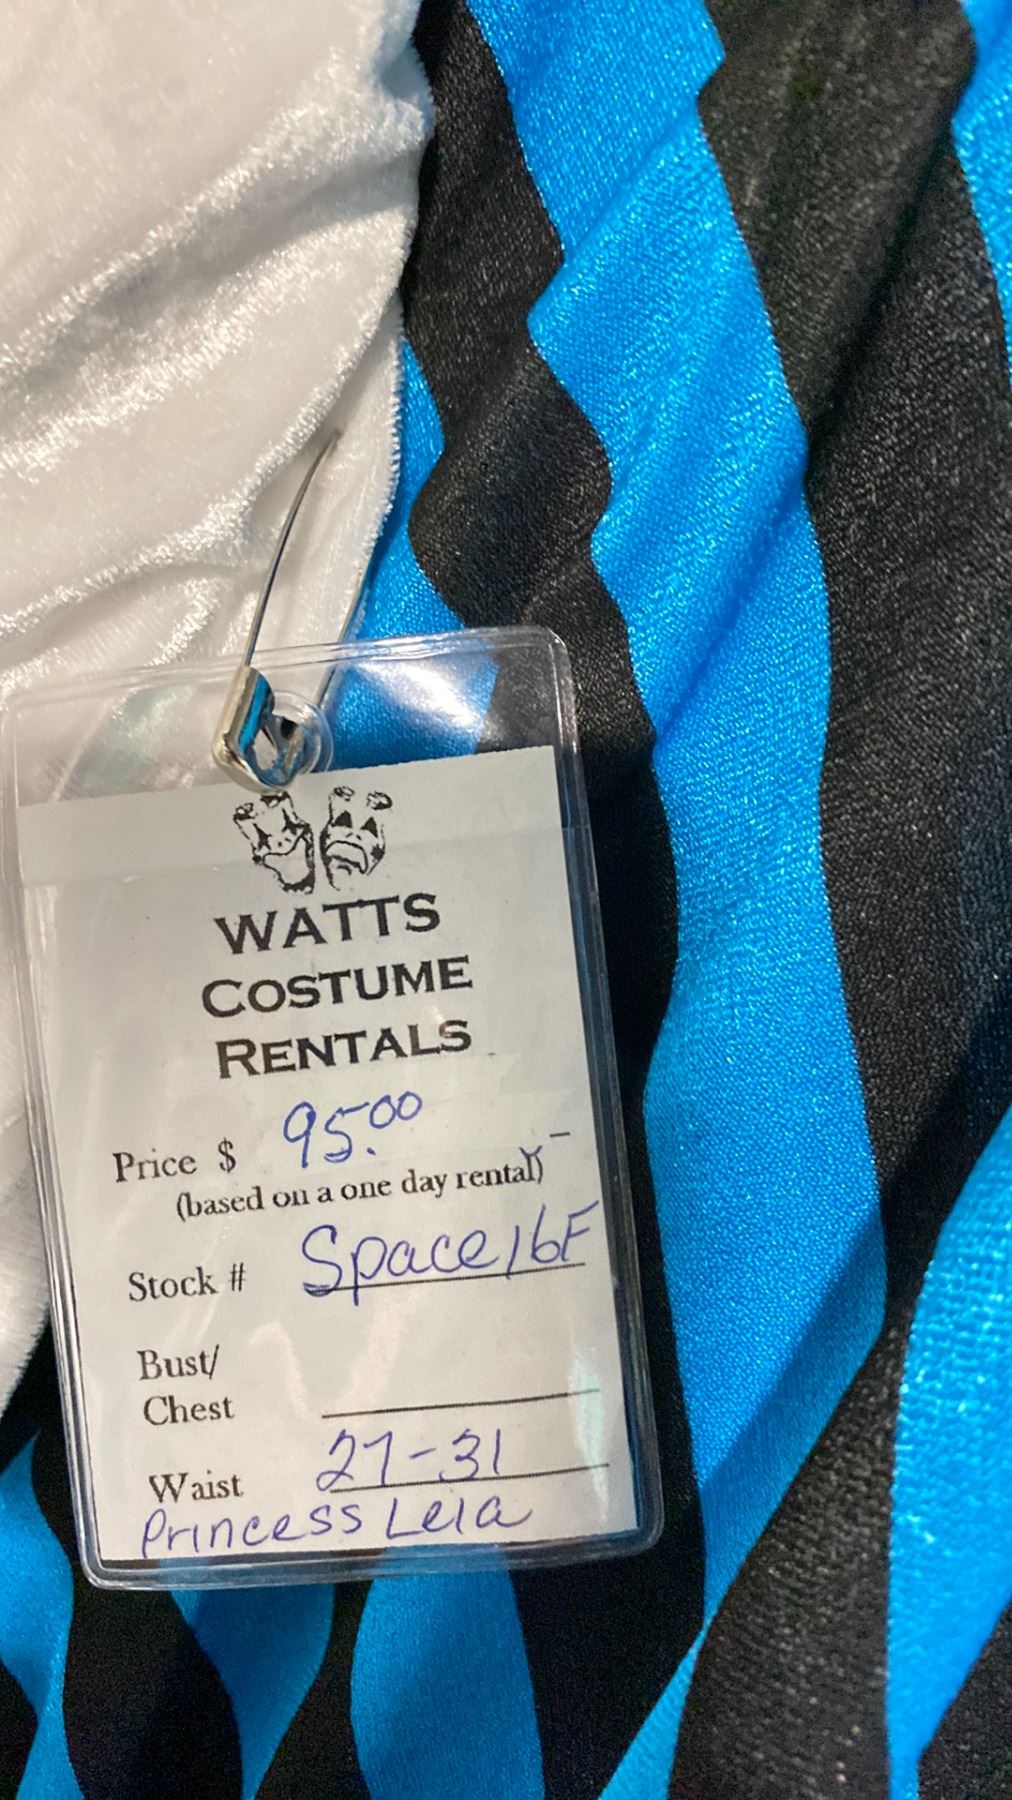 WATTS
COSTUME
RENTALS
Price $ 95.00
(based on a one day rental)
Stock # Space16F
Bust/
Chest
Waist 27-31
Princess Leia